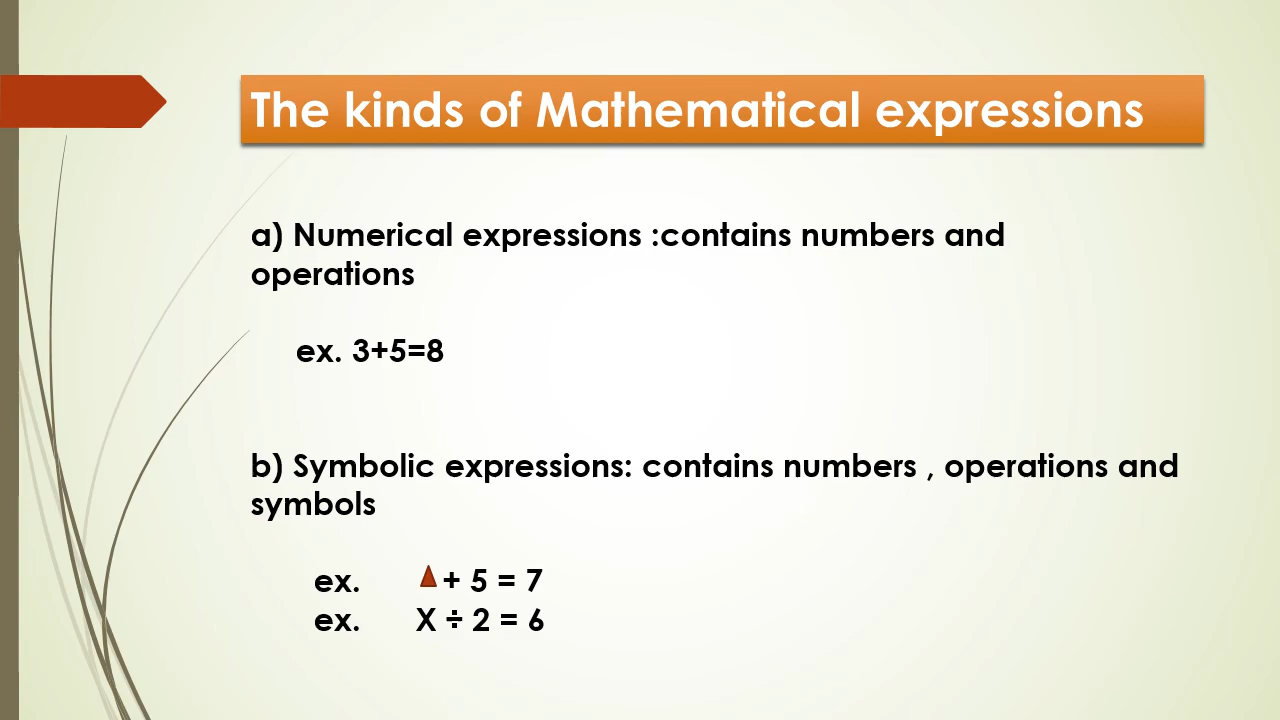 The kinds of Mathematical expressions
a) Numerical expressions :contains numbers and
operations
ex. 3+5=8
b) Symbolic expressions: contains numbers , operations and
symbols
ex. + 5 = 7
ex. X ÷ 2 = 6